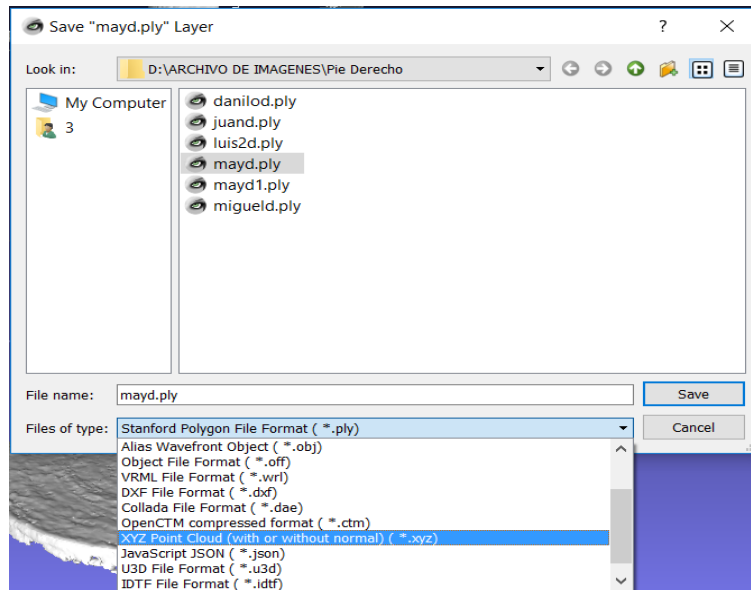 Save "mayd.ply" Layer ?
Look in: D:\ARCHIVO DE IMAGENES\Pie Derecho
My Computer
3
danilod.ply
juand.ply
luis2d.ply
mayd.ply
mayd1.ply
migueld.ply
File name: mayd.ply Save
Files of type: Stanford Polygon File Format ( *.ply) Cancel
Alias Wavefront Object ( *.obj)
Object File Format ( *.off)
VRML File Format ( *.wrl)
DXF File Format ( *.dxf)
Collada File Format ( *.dae)
OpenCTM compressed format ( *.ctm)
XYZ Point Cloud (with or without normal) ( *.xyz)
JavaScript JSON ( *.json)
U3D File Format ( *.u3d)
IDTF File Format ( *.idtf)